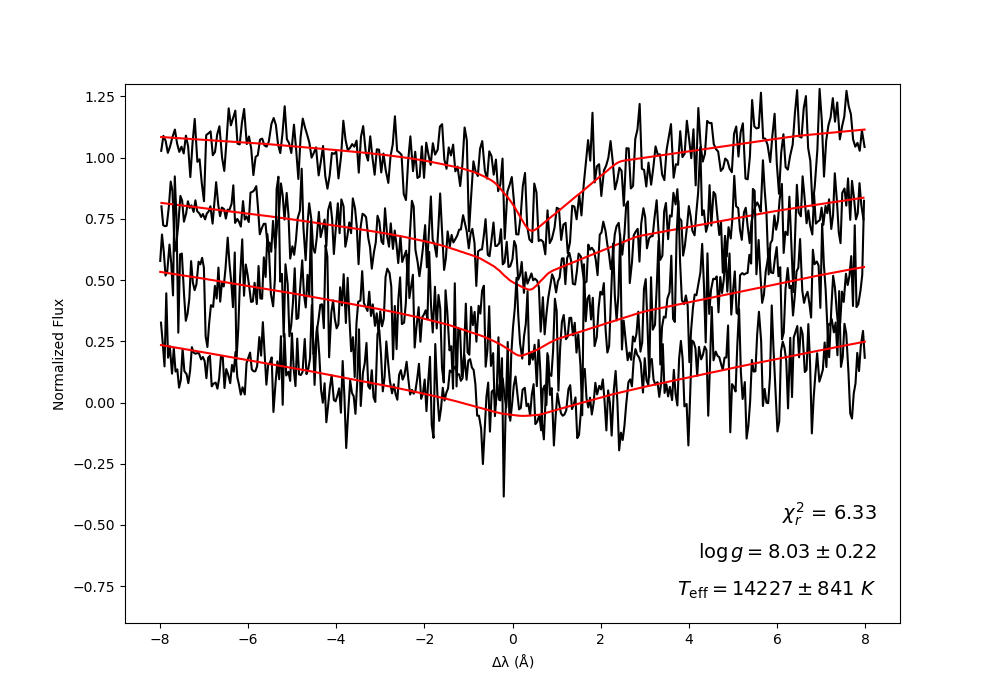 1.25
1.00
0.75
0.50
0.25
0.00
−0.25
−0.50
−0.75
Normalized Flux
χ²ᵣ = 6.33
log g = 8.03 ± 0.22
T_eff = 14227 ± 841 K
−8 −6 −4 −2 0 2 4 6 8
Δλ (Å)